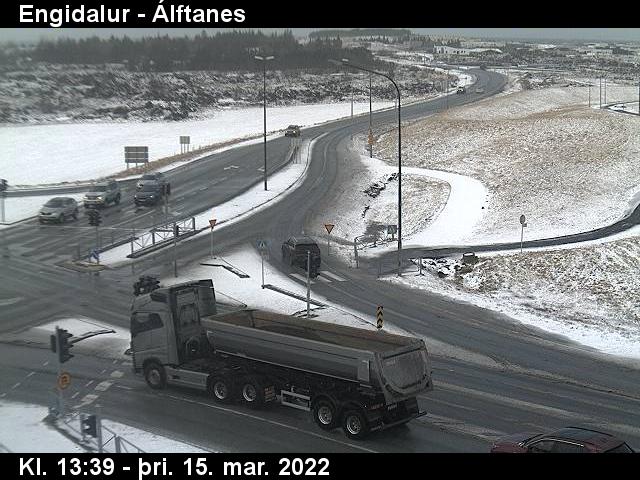 Engidalur - Álftanes
Kl. 13:39 - þri. 15. mar. 2022